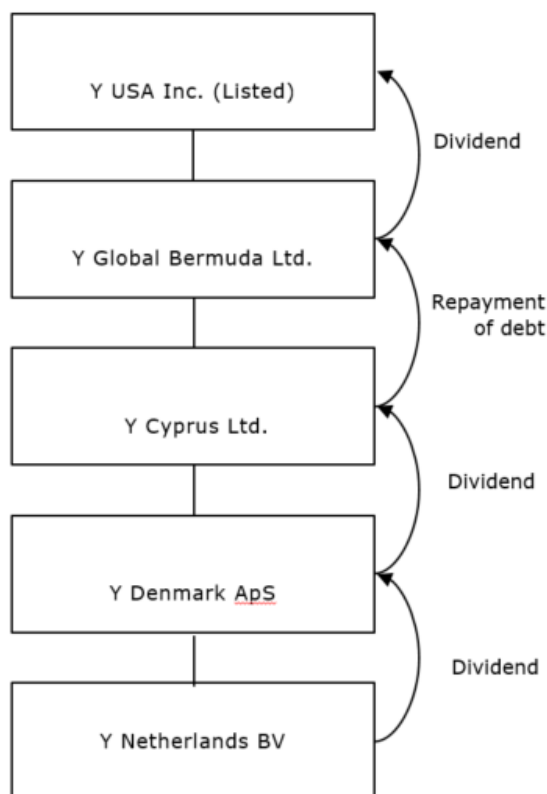 Y USA Inc. (Listed)
Dividend
Y Global Bermuda Ltd.
Repayment
of debt
Y Cyprus Ltd.
Dividend
Y Denmark ApS
Dividend
Y Netherlands BV